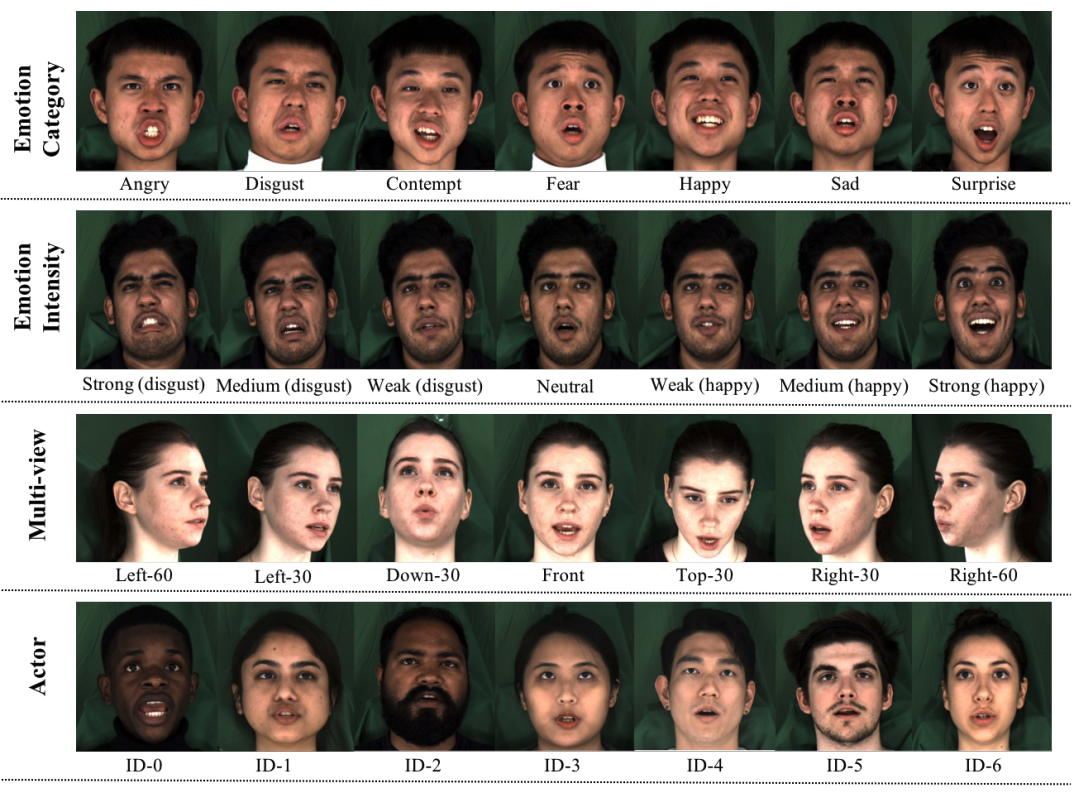 Emotion
Category
Angry Disgust Contempt Fear Happy Sad Surprise
Emotion
Intensity
Strong (disgust) Medium (disgust) Weak (disgust) Neutral Weak (happy) Medium (happy) Strong (happy)
Multi-view
Left-60 Left-30 Down-30 Front Top-30 Right-30 Right-60
Actor
ID-0 ID-1 ID-2 ID-3 ID-4 ID-5 ID-6